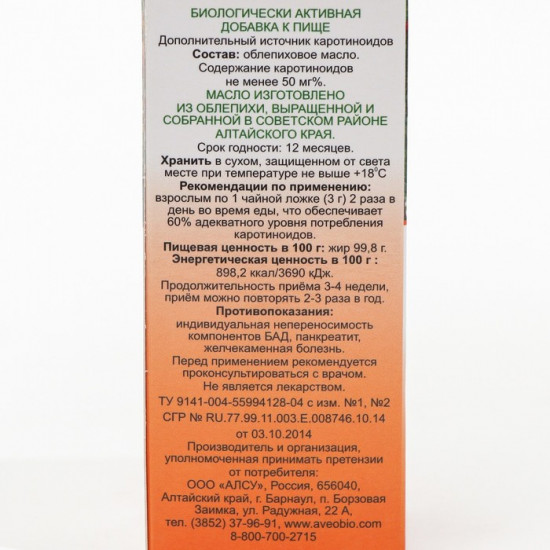 БИОЛОГИЧЕСКИ АКТИВНАЯ
ДОБАВКА К ПИЩЕ
Дополнительный источник каротиноидов
Состав: облепиховое масло.
Содержание каротиноидов
не менее 50 мг%.
МАСЛО ИЗГОТОВЛЕНО
ИЗ ОБЛЕПИХИ, ВЫРАЩЕННОЙ И
СОБРАННОЙ В СОВЕТСКОМ РАЙОНЕ
АЛТАЙСКОГО КРАЯ.
Срок годности: 12 месяцев.
Хранить в сухом, защищенном от света
месте при температуре не выше +18°С
Рекомендации по применению:
взрослым по 1 чайной ложке (3 г) 2 раза в
день во время еды, что обеспечивает
60% адекватного уровня потребления
каротиноидов.
Пищевая ценность в 100 г: жир 99,8 г.
Энергетическая ценность в 100 г :
898,2 ккал/3690 кДж.
Продолжительность приёма 3-4 недели,
приём можно повторять 2-3 раза в год.
Противопоказания:
индивидуальная непереносимость
компонентов БАД, панкреатит,
желчекаменная болезнь.
Перед применением рекомендуется
проконсультироваться с врачом.
Не является лекарством.
ТУ 9141-004-55994128-04 с изм. №1, №2
СГР № RU.77.99.11.003.Е.008746.10.14
от 03.10.2014
Производитель и организация,
уполномоченная принимать претензии
от потребителя:
ООО «АЛСУ», Россия, 656040,
Алтайский край, г. Барнаул, п. Борзовая
Заимка, ул. Радужная, 22 А,
тел. (3852) 37-96-91, www.aveobio.com
8-800-700-2715